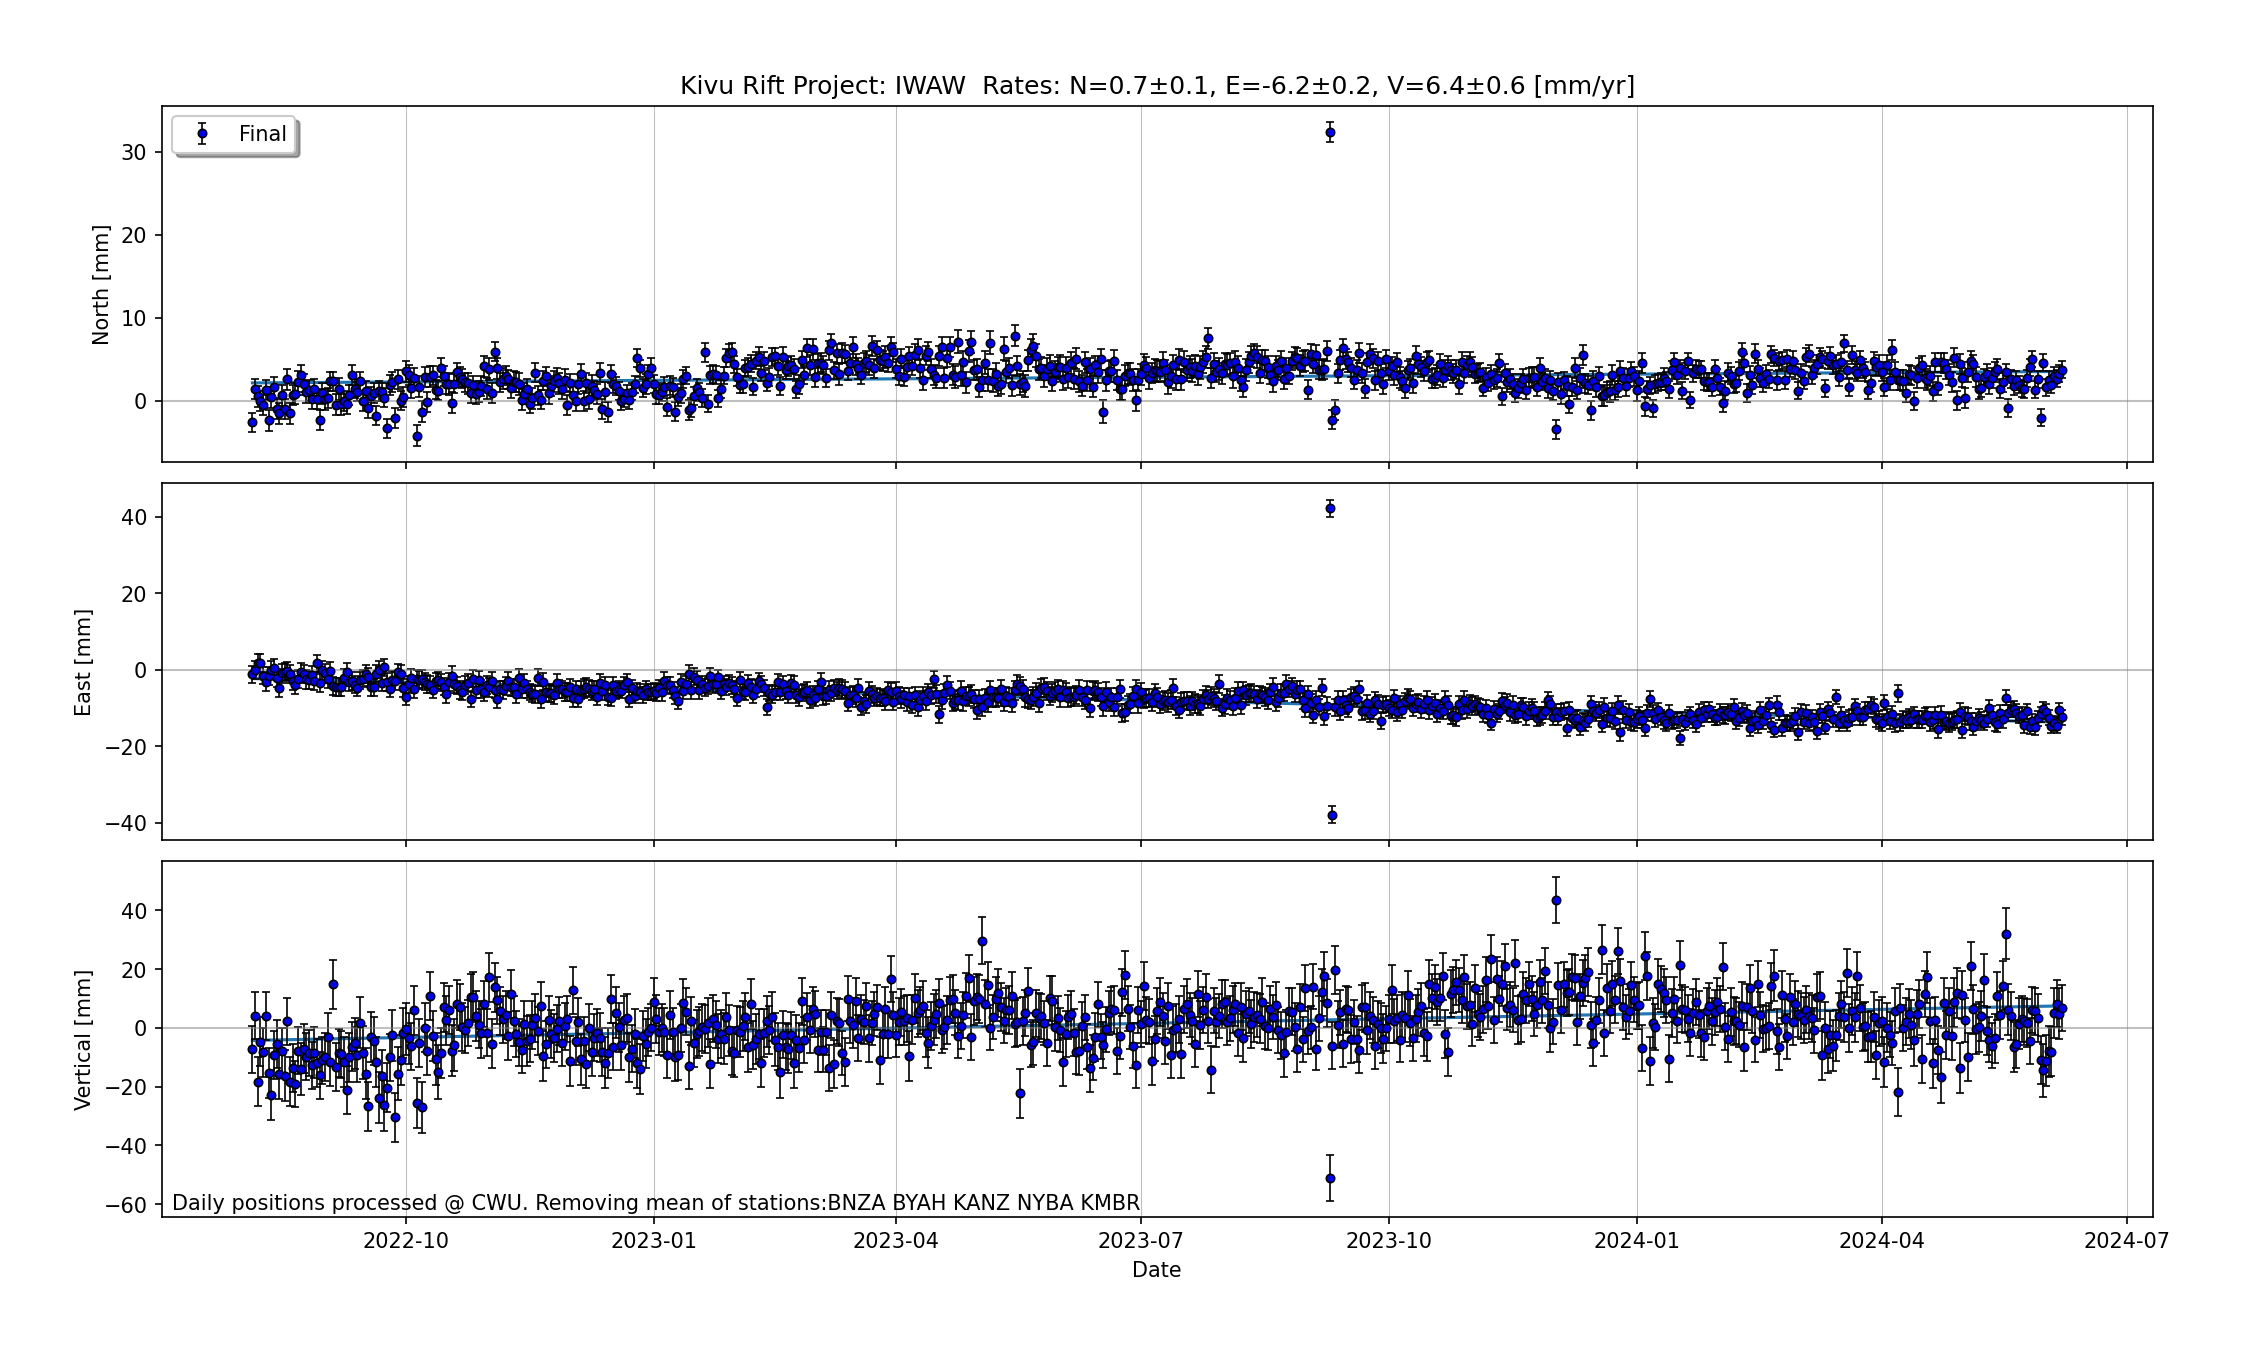 Kivu Rift Project: IWAW  Rates: N=0.7±0.1, E=-6.2±0.2, V=6.4±0.6 [mm/yr]
Final
North [mm]
30
20
10
0
East [mm]
40
20
0
−20
−40
Vertical [mm]
40
20
0
−20
−40
−60
Daily positions processed @ CWU. Removing mean of stations:BNZA BYAH KANZ NYBA KMBR
2022-10 2023-01 2023-04 2023-07 2023-10 2024-01 2024-04 2024-07
Date